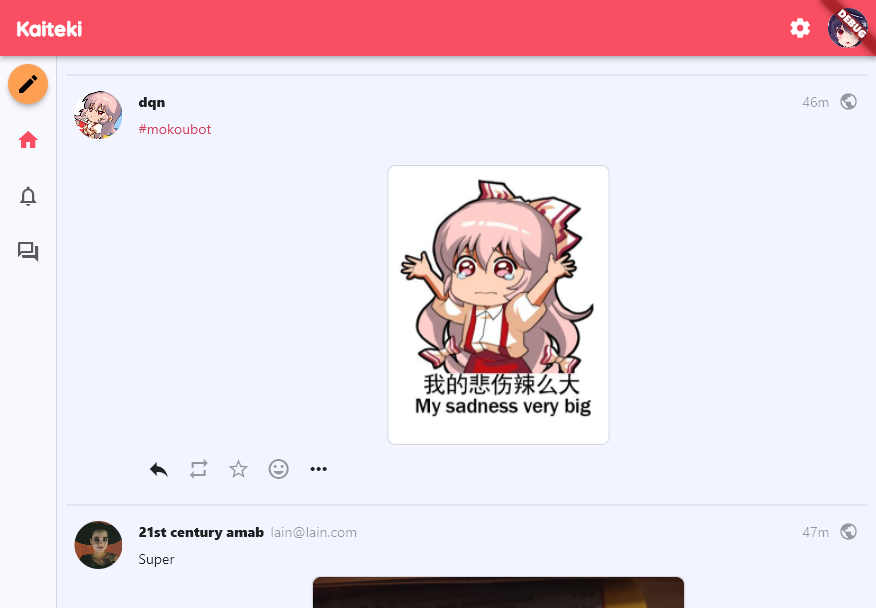 Kaiteki
DEBUG
dqn
46m
#mokoubot
我的悲伤辣么大
My sadness very big
21st century amab lain@lain.com
47m
Super